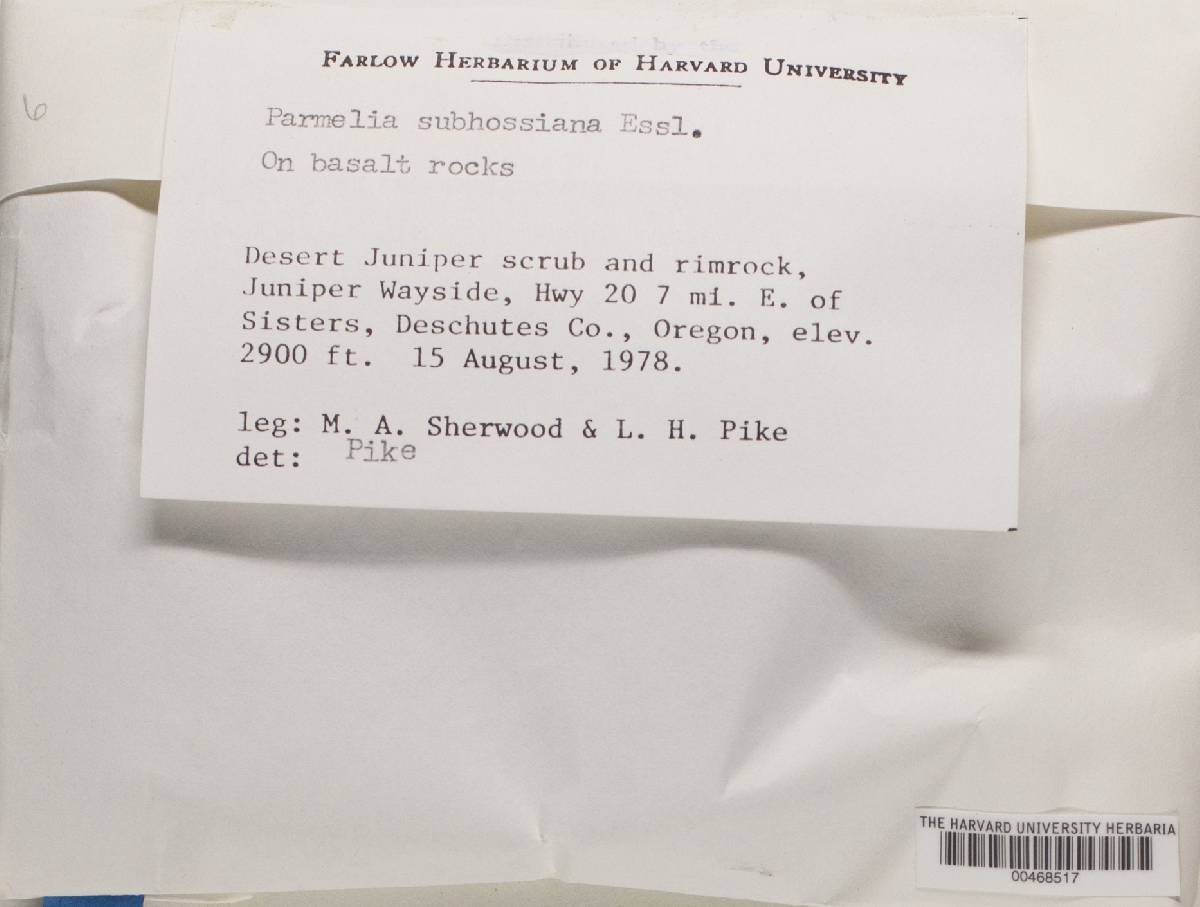 FARLOW HERBARIUM OF HARVARD UNIVERSITY
6
Parmelia subhossiana Essl.
On basalt rocks
Desert Juniper scrub and rimrock,
Juniper Wayside, Hwy 20 7 mi. E. of
Sisters, Deschutes Co., Oregon, elev.
2900 ft. 15 August, 1978.
leg: M. A. Sherwood & L. H. Pike
det: Pike
THE HARVARD UNIVERSITY HERBARIA
00468517